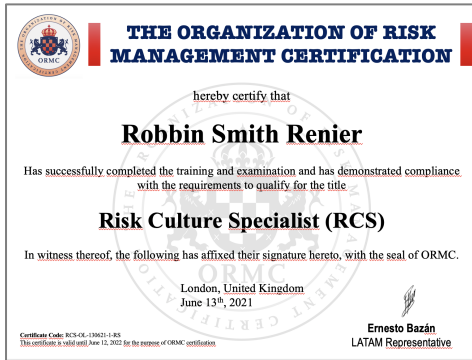 THE ORGANIZATION OF RISK
MANAGEMENT CERTIFICATION
ORMC
hereby certify that
Robbin Smith Renier
Has successfully completed the training and examination and has demonstrated compliance
with the requirements to qualify for the title
Risk Culture Specialist (RCS)
In witness thereof, the following has affixed their signature hereto, with the seal of ORMC.
ORMC
London, United Kingdom
June 13th, 2021
Ernesto Bazán
LATAM Representative
Certificate Code: RCS-OL-130621-1-RS
This certificate is valid until June 12, 2022 for the purpose of ORMC certification